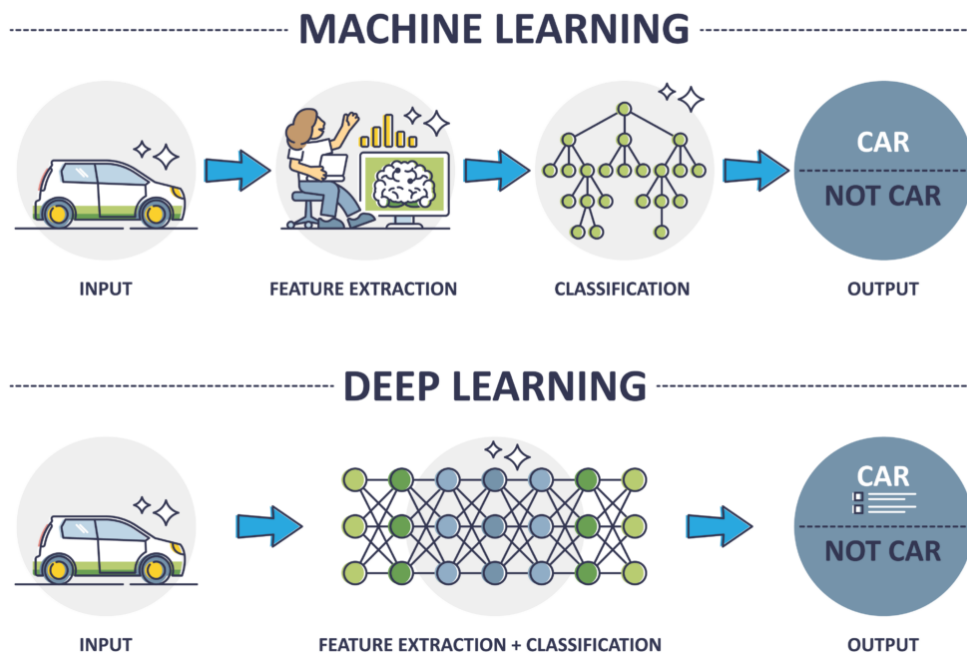 MACHINE LEARNING
INPUT
FEATURE EXTRACTION
CLASSIFICATION
CAR
NOT CAR
OUTPUT
DEEP LEARNING
INPUT
FEATURE EXTRACTION + CLASSIFICATION
CAR
NOT CAR
OUTPUT